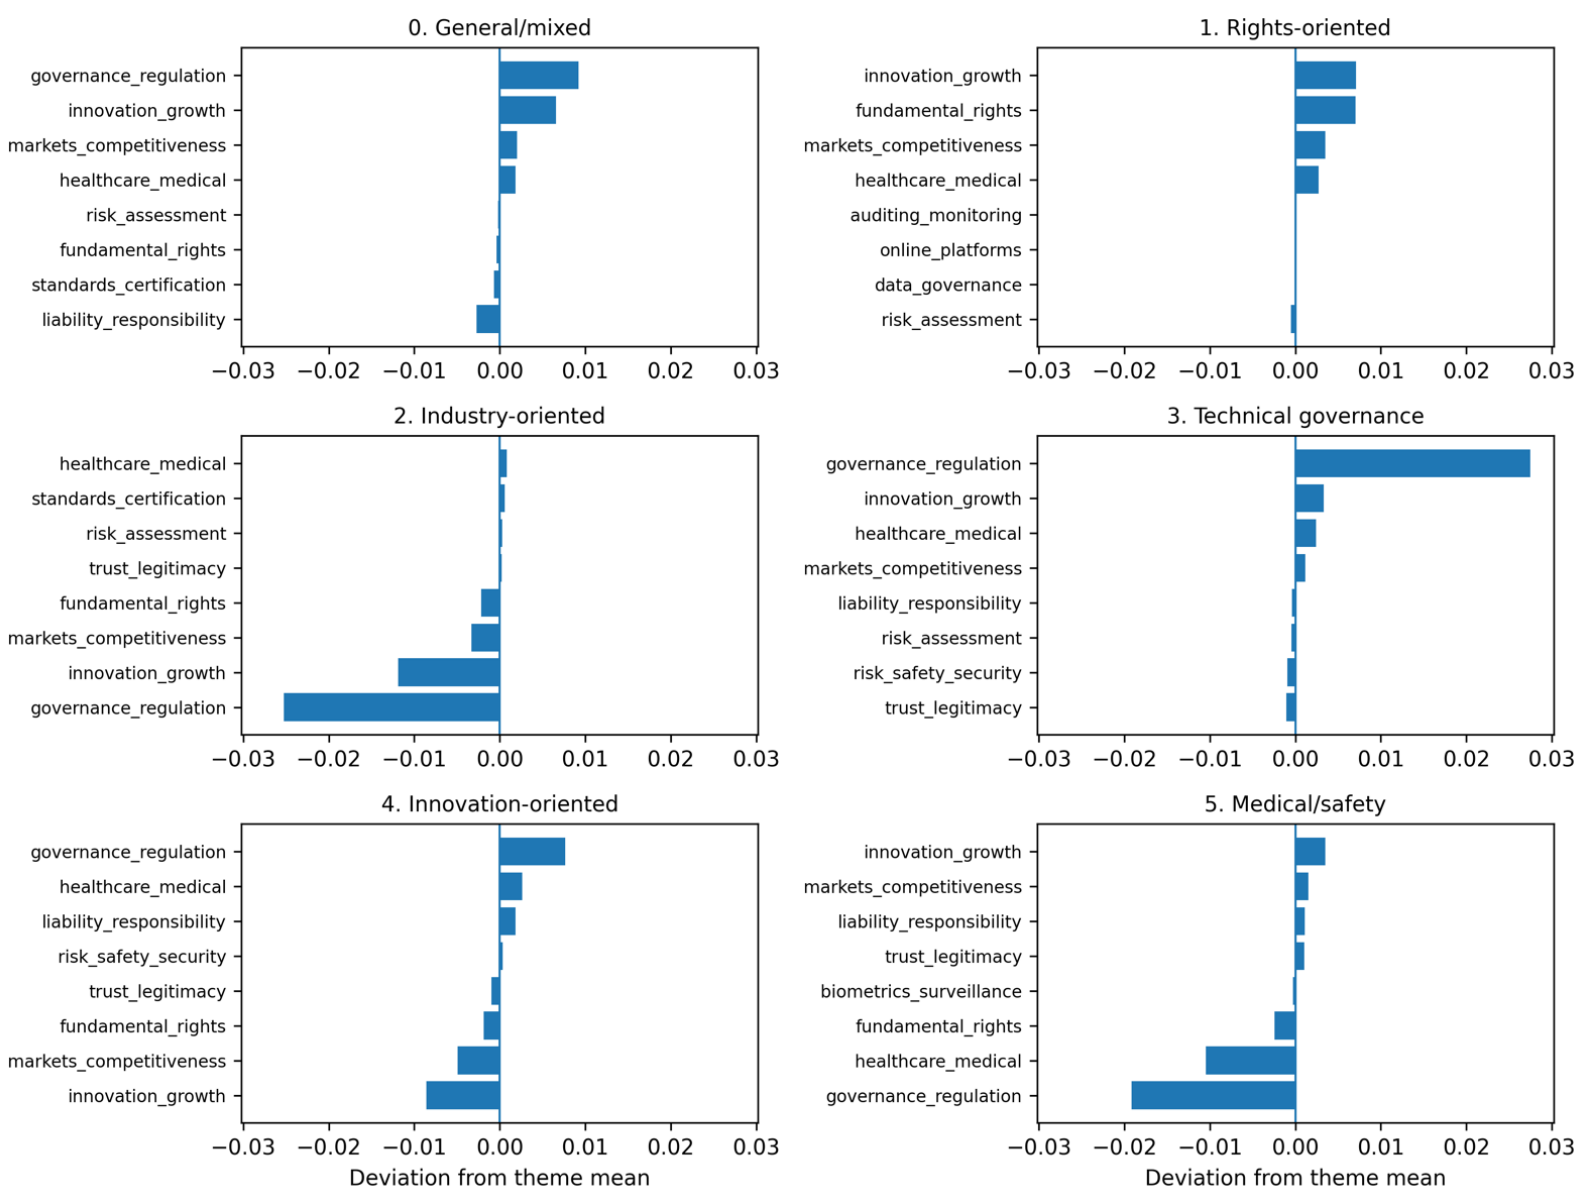 0. General/mixed
governance_regulation
innovation_growth
markets_competitiveness
healthcare_medical
risk_assessment
fundamental_rights
standards_certification
liability_responsibility
−0.03 −0.02 −0.01 0.00 0.01 0.02 0.03
1. Rights-oriented
innovation_growth
fundamental_rights
markets_competitiveness
healthcare_medical
auditing_monitoring
online_platforms
data_governance
risk_assessment
−0.03 −0.02 −0.01 0.00 0.01 0.02 0.03
2. Industry-oriented
healthcare_medical
standards_certification
risk_assessment
trust_legitimacy
fundamental_rights
markets_competitiveness
innovation_growth
governance_regulation
−0.03 −0.02 −0.01 0.00 0.01 0.02 0.03
3. Technical governance
governance_regulation
innovation_growth
healthcare_medical
markets_competitiveness
liability_responsibility
risk_assessment
risk_safety_security
trust_legitimacy
−0.03 −0.02 −0.01 0.00 0.01 0.02 0.03
4. Innovation-oriented
governance_regulation
healthcare_medical
liability_responsibility
risk_safety_security
trust_legitimacy
fundamental_rights
markets_competitiveness
innovation_growth
−0.03 −0.02 −0.01 0.00 0.01 0.02 0.03
Deviation from theme mean
5. Medical/safety
innovation_growth
markets_competitiveness
liability_responsibility
trust_legitimacy
biometrics_surveillance
fundamental_rights
healthcare_medical
governance_regulation
−0.03 −0.02 −0.01 0.00 0.01 0.02 0.03
Deviation from theme mean